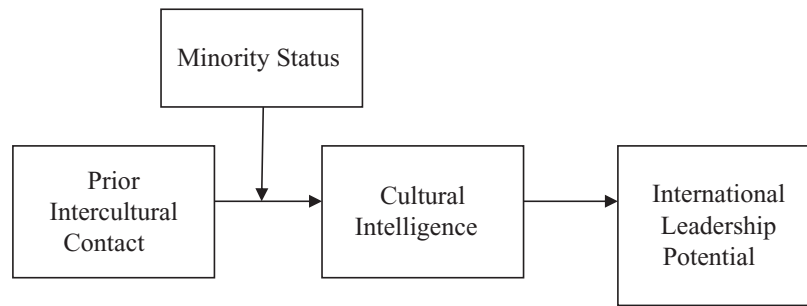 Minority Status
Prior
Intercultural
Contact
Cultural
Intelligence
International
Leadership
Potential